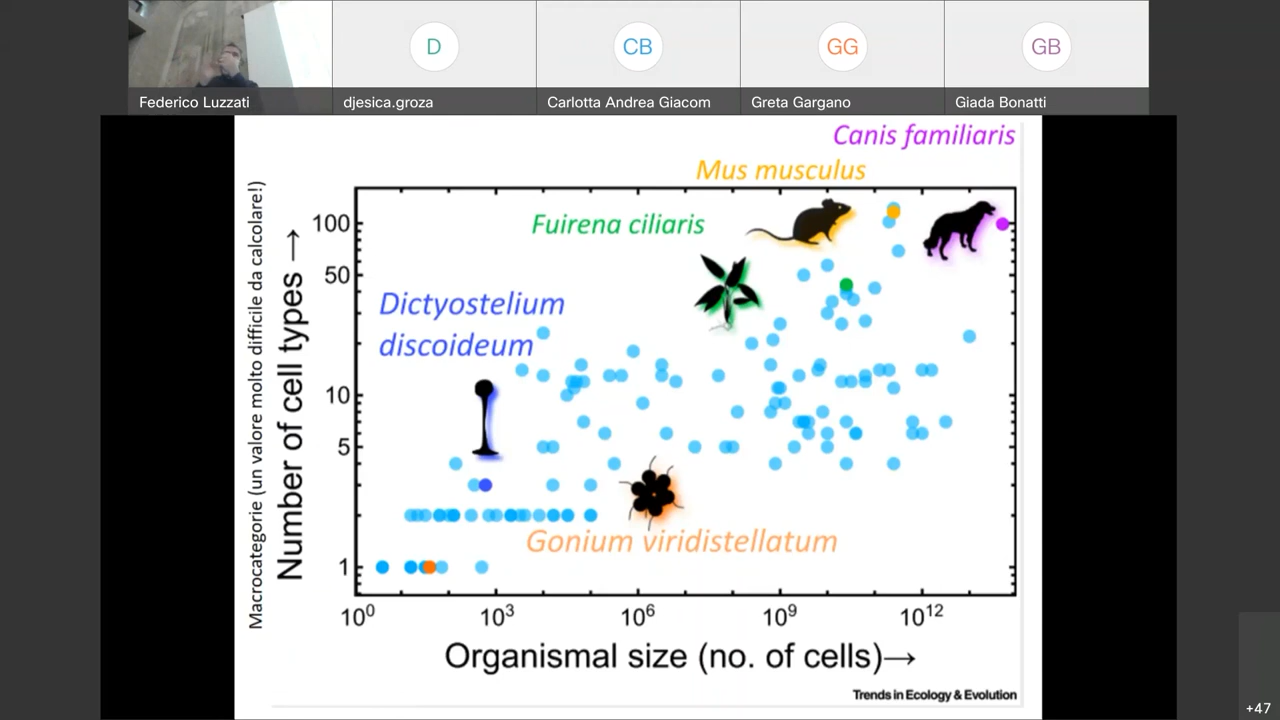 D
CB
GG
GB
Federico Luzzati
djesica.groza
Carlotta Andrea Giacom
Greta Gargano
Giada Bonatti
Canis familiaris
Mus musculus
Fuirena ciliaris
Dictyostelium
discoideum
Gonium viridistellatum
Macrocategorie (un valore molto difficile da calcolare!)
Number of cell types →
100
50
10
5
1
10⁰
10³
10⁶
10⁹
10¹²
Organismal size (no. of cells)→
Trends in Ecology & Evolution
+47